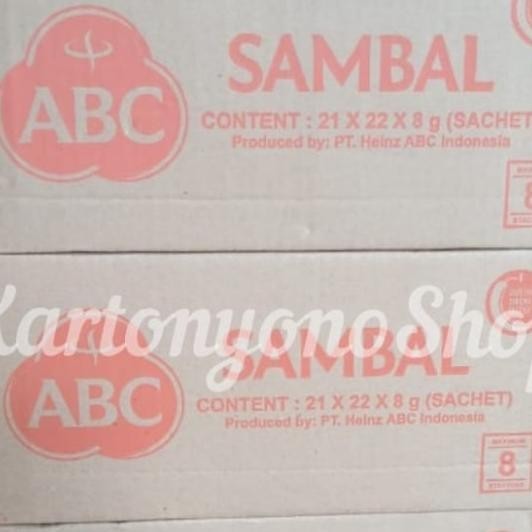 ABC
SAMBAL
CONTENT : 21 X 22 X 8 g (SACHET
Produced by: PT. Heinz ABC Indonesia
KartonyonoShop
ABC
SAMBAL
CONTENT : 21 X 22 X 8 g (SACHET)
Produced by: PT. Heinz ABC Indonesia
MAXIMUM
8